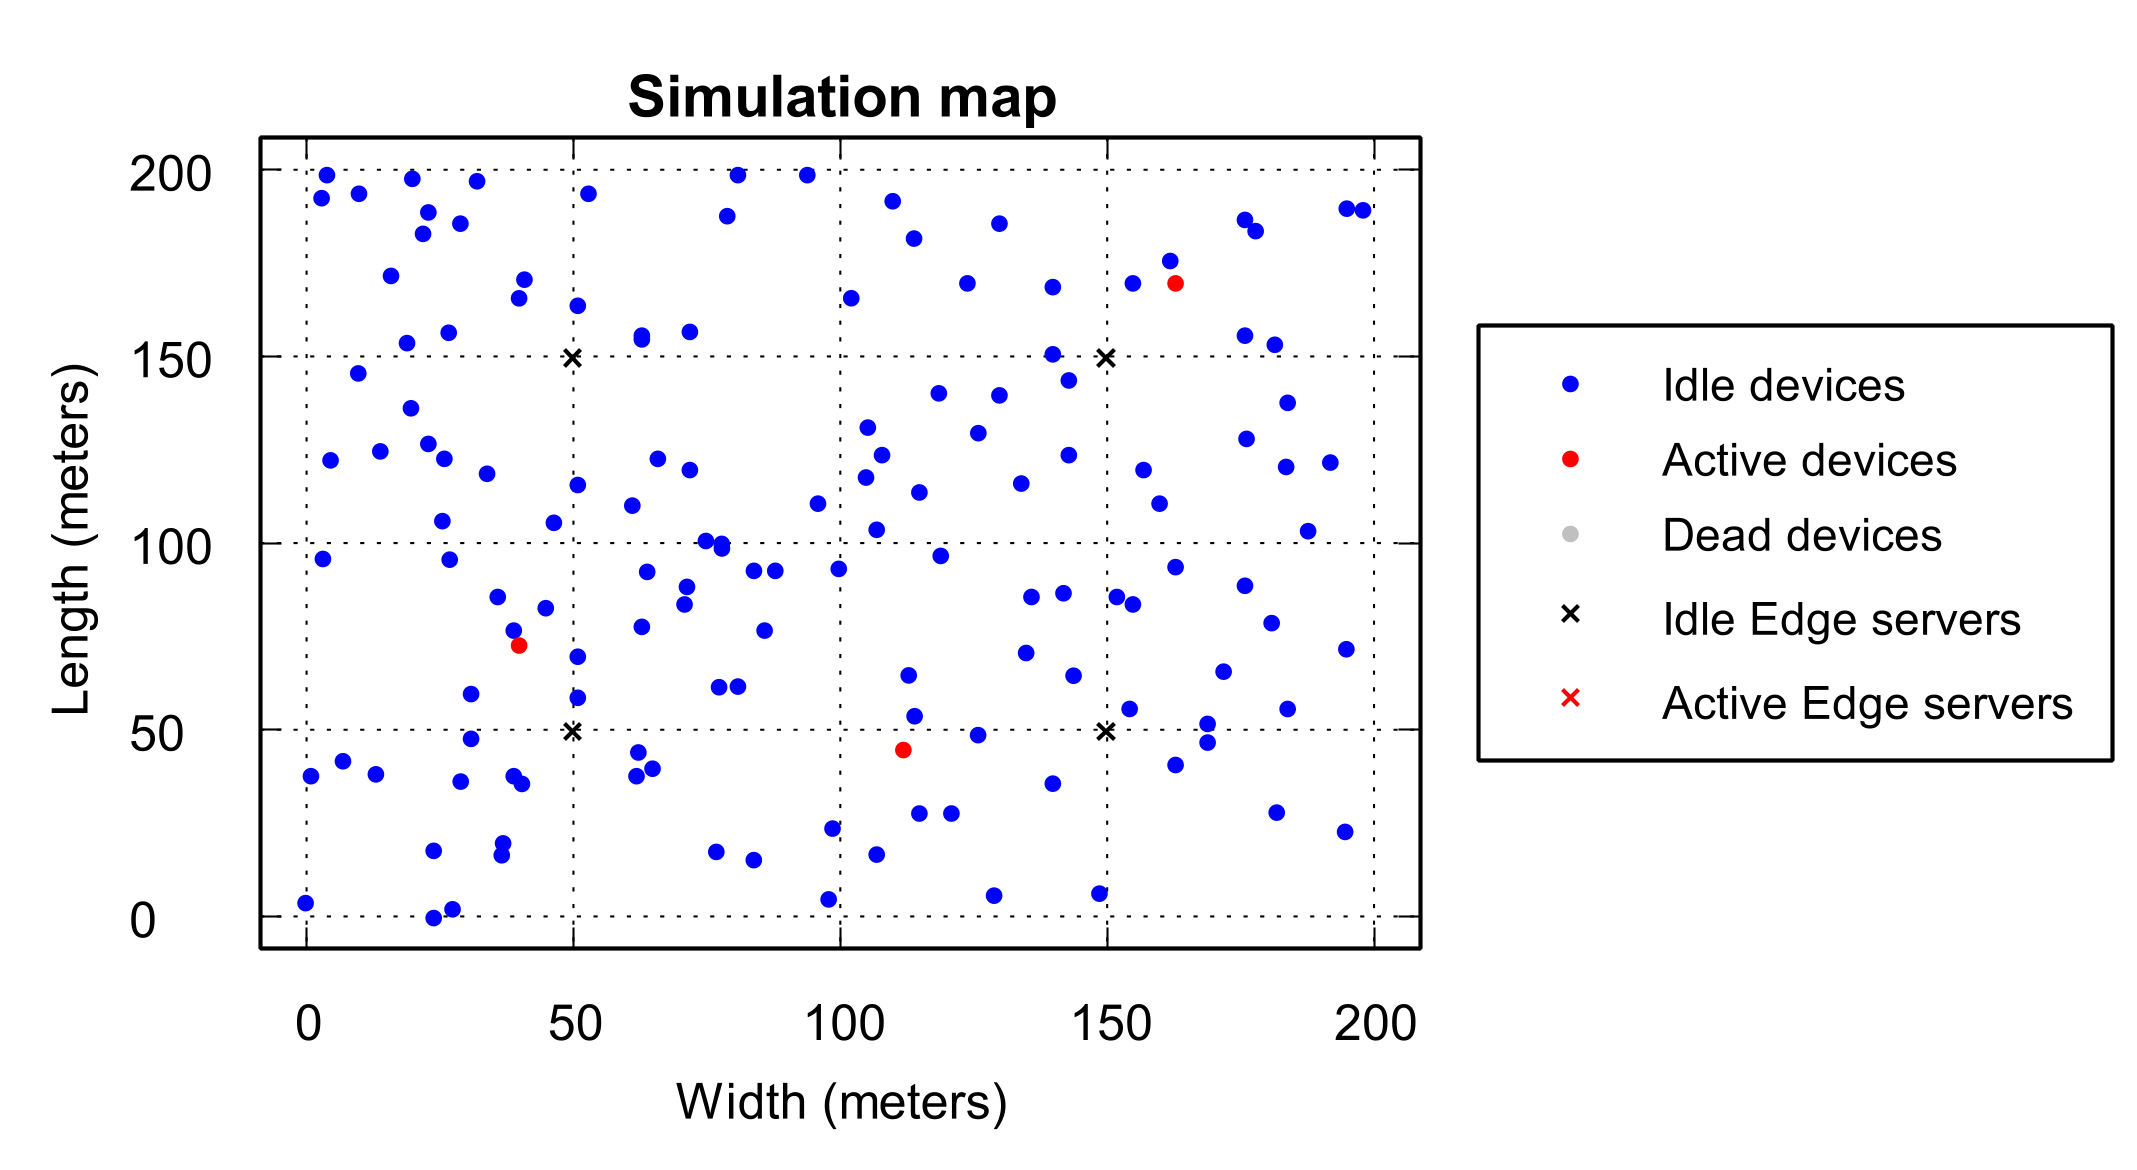 Simulation map
200
150
100
50
0
Length (meters)
0 50 100 150 200
Width (meters)
Idle devices
Active devices
Dead devices
Idle Edge servers
Active Edge servers